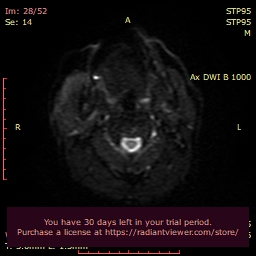 Im: 28/52
Se: 14
A
STP95
STP95
M
Ax DWI B 1000
R
L
You have 30 days left in your trial period.
Purchase a license at https://radiantviewer.com/store/